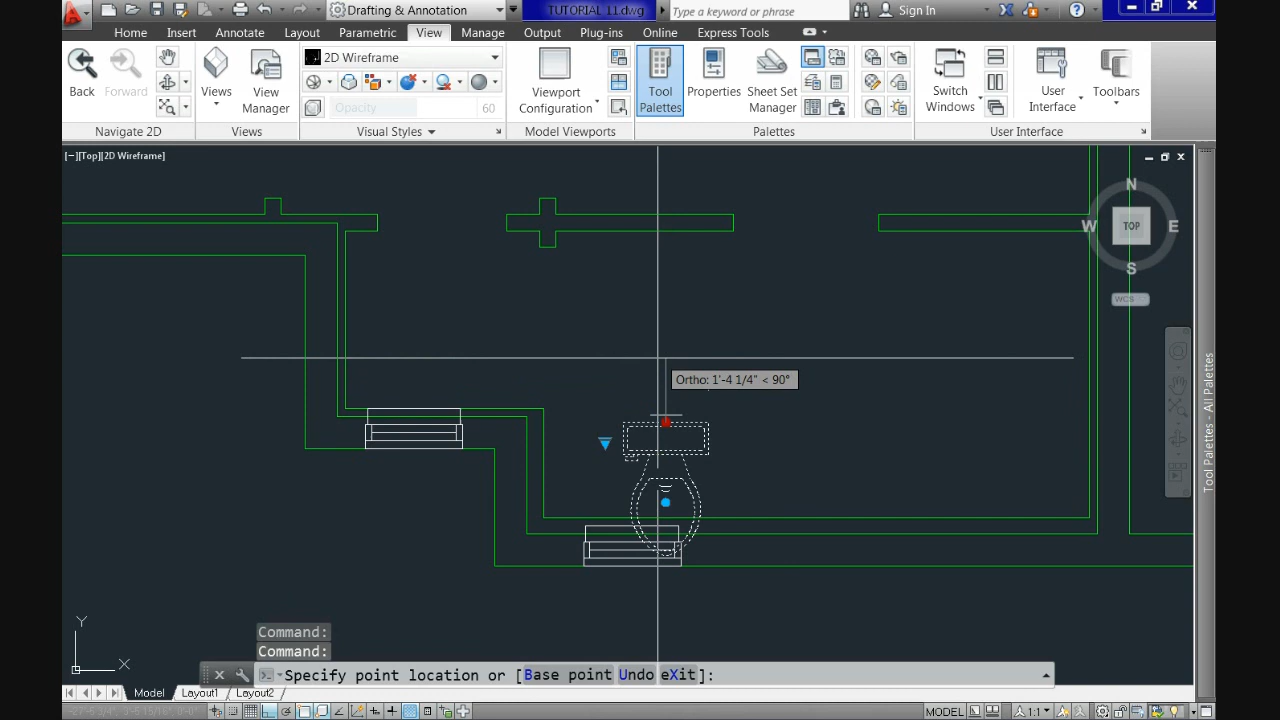 Drafting & Annotation
TUTORIAL 11.dwg
Type a keyword or phrase
Sign In
Home Insert Annotate Layout Parametric View Manage Output Plug-ins Online Express Tools
2D Wireframe
Back
Forward
Views
View
Manager
Opacity
60
Viewport
Configuration
Tool
Palettes
Properties
Sheet Set
Manager
Switch
Windows
User
Interface
Toolbars
Navigate 2D
Views
Visual Styles
Model Viewports
Palettes
User Interface
[−][Top][2D Wireframe]
N
W
TOP
E
S
WCS
Ortho: 1'-4 1/4" < 90°
Tool Palettes - All Palettes
Y
X
Command:
Command:
Specify point location or [Base point Undo eXit]:
Model
Layout1
Layout2
MODEL
1:1